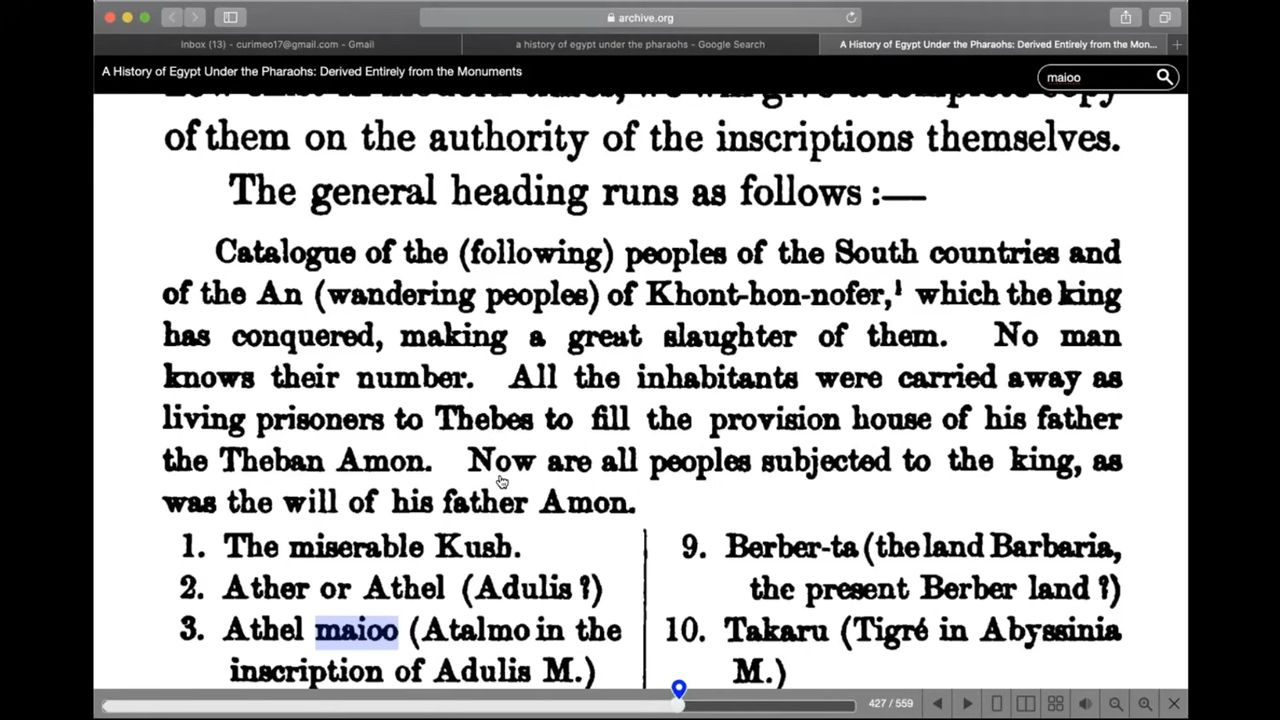 archive.org
Inbox (13) - curimeo17@gmail.com - Gmail
a history of egypt under the pharaohs - Google Search
A History of Egypt Under the Pharaohs: Derived Entirely from the Mon...
A History of Egypt Under the Pharaohs: Derived Entirely from the Monuments
maioo
of them on the authority of the inscriptions themselves.
The general heading runs as follows :—
Catalogue of the (following) peoples of the South countries and
of the An (wandering peoples) of Khont-hon-nofer,¹ which the king
has conquered, making a great slaughter of them. No man
knows their number. All the inhabitants were carried away as
living prisoners to Thebes to fill the provision house of his father
the Theban Amon. Now are all peoples subjected to the king, as
was the will of his father Amon.
1. The miserable Kush.
2. Ather or Athel (Adulis ?)
3. Athel maioo (Atalmo in the
inscription of Adulis M.)
9. Berber-ta (the land Barbaria,
the present Berber land ?)
10. Takaru (Tigré in Abyssinia
M.)
427 / 559